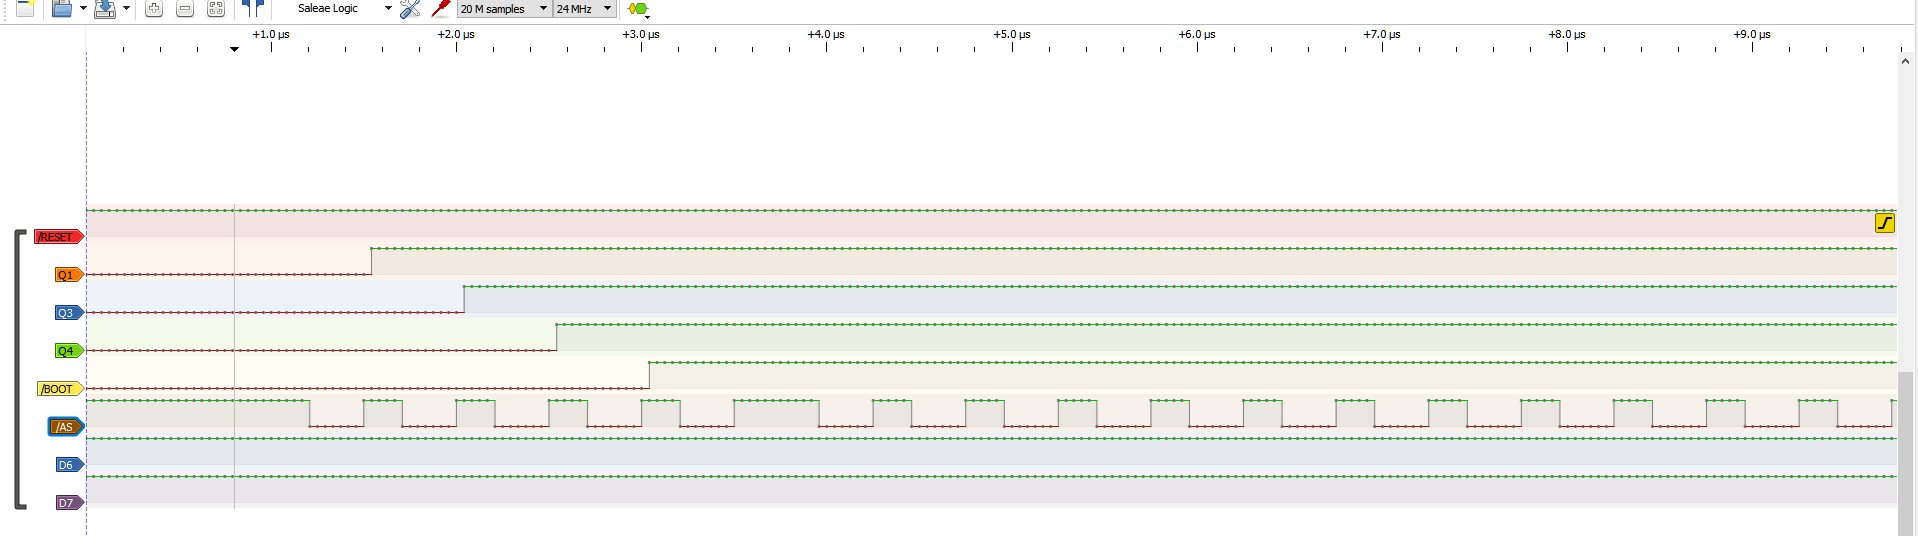 Saleae Logic 20 M samples 24 MHz
+1.0 µs +2.0 µs +3.0 µs +4.0 µs +5.0 µs +6.0 µs +7.0 µs +8.0 µs +9.0 µs
/RESET
Q1
Q3
Q4
/BOOT
/AS
D6
D7